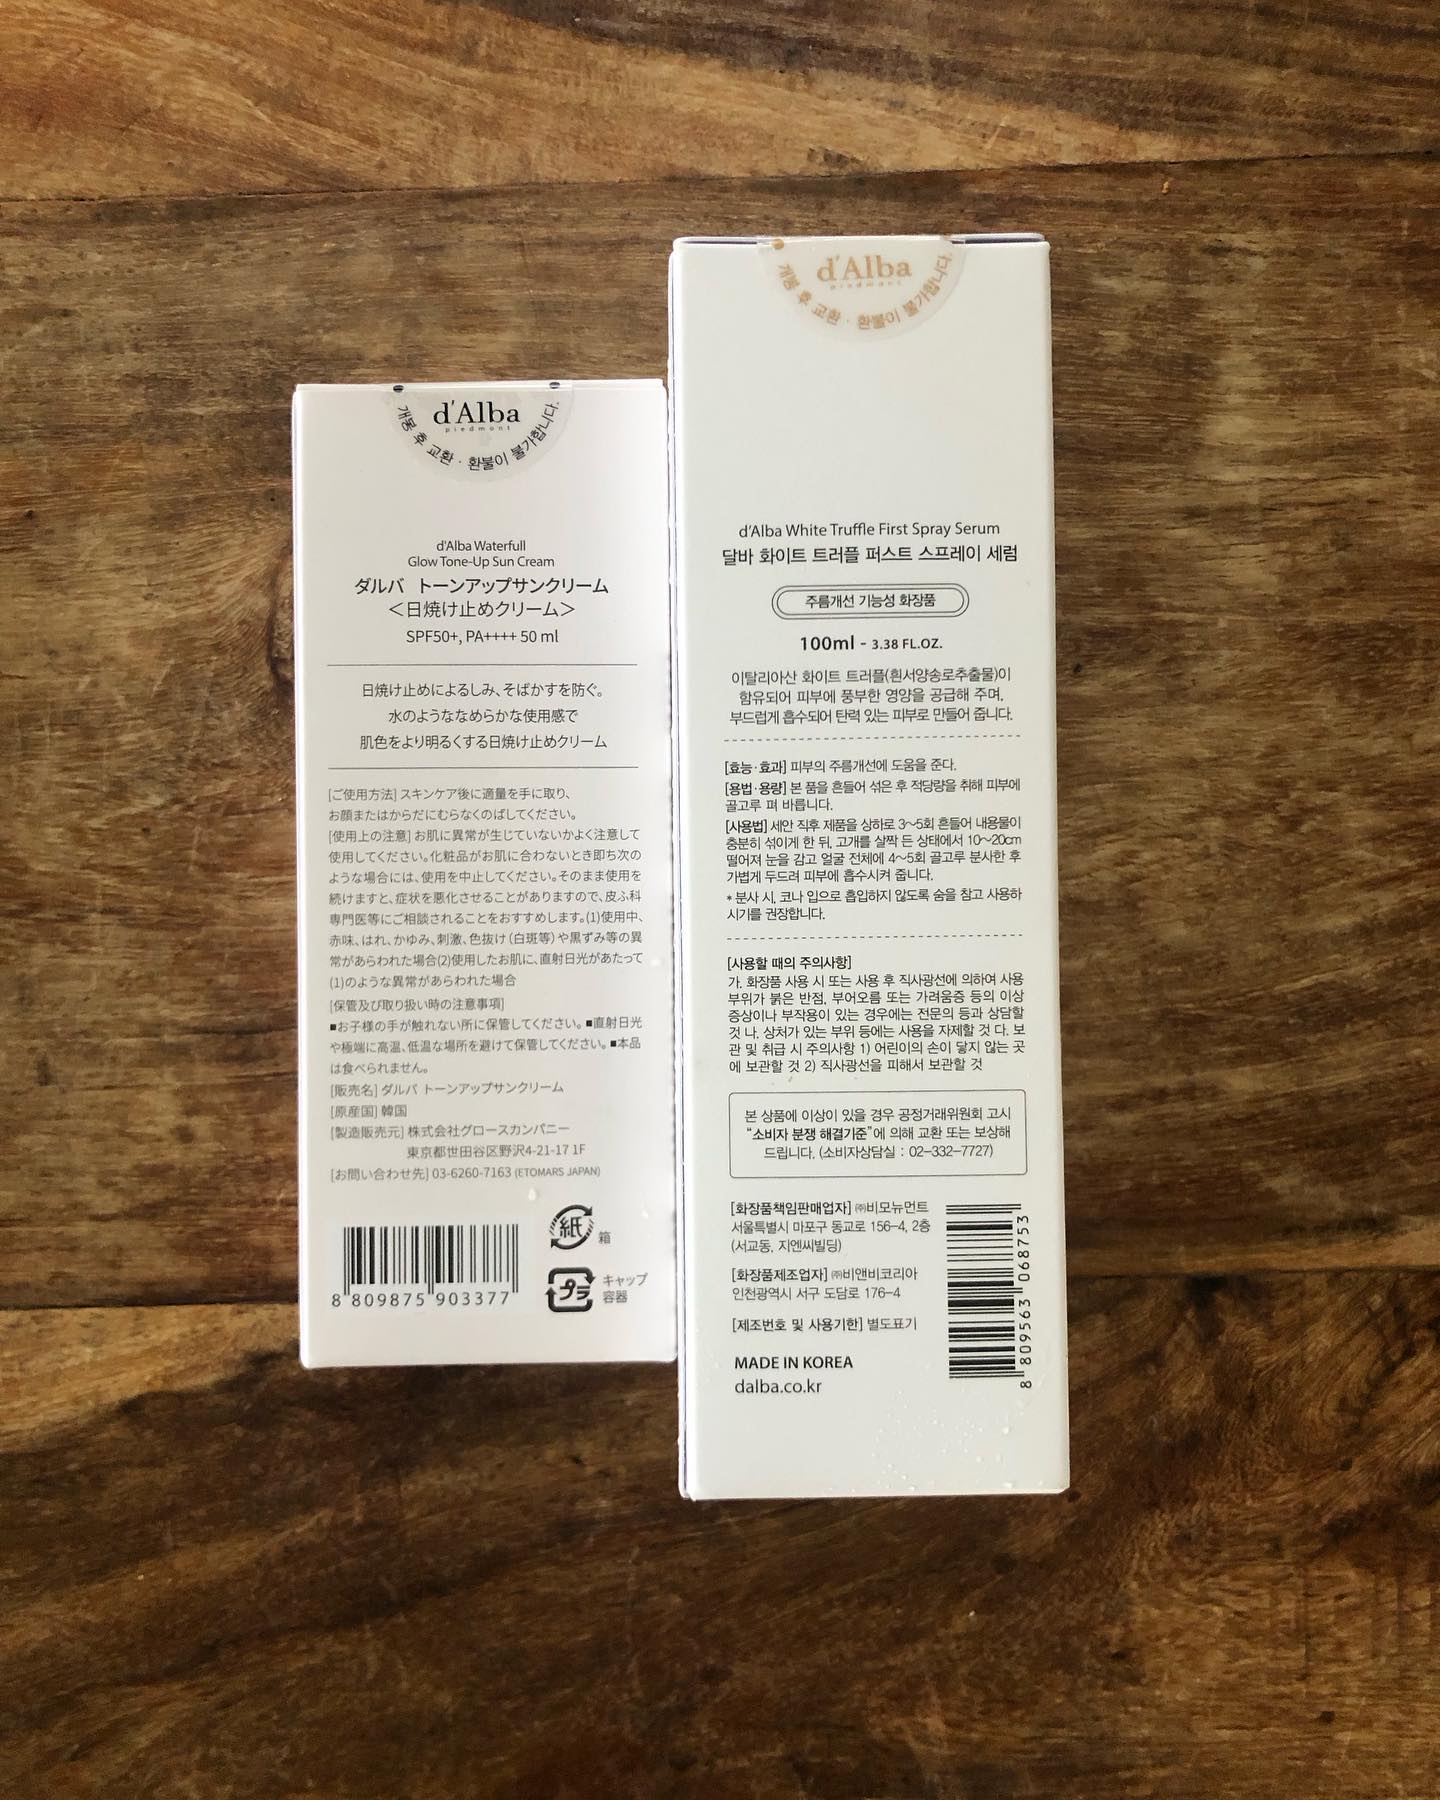 d'Alba
piedmont
개봉 후 교환 · 환불이 불가합니다.
d'Alba Waterfull
Glow Tone-Up Sun Cream
ダルバ トーンアップサンクリーム
＜日焼け止めクリーム＞
SPF50+, PA++++ 50 ml
日焼け止めによるしみ、そばかすを防ぐ。
水のようななめらかな使用感で
肌色をより明るくする日焼け止めクリーム
[ご使用方法] スキンケア後に適量を手に取り、
お顔またはからだにむらなくのばしてください。
[使用上の注意] お肌に異常が生じていないかよく注意して
使用してください。化粧品がお肌に合わないとき即ち次の
ような場合には、使用を中止してください。そのまま使用を
続けますと、症状を悪化させることがありますので、皮ふ科
専門医等にご相談されることをおすすめします。(1)使用中、
赤味、はれ、かゆみ、刺激、色抜け（白斑等）や黒ずみ等の異
常があらわれた場合(2)使用したお肌に、直射日光があたって
(1)のような異常があらわれた場合
[保管及び取り扱い時の注意事項]
■お子様の手が触れない所に保管してください。■直射日光
や極端に高温、低温な場所を避けて保管してください。■本品
は食べられません。
[販売名] ダルバ トーンアップサンクリーム
[原産国] 韓国
[製造販売元] 株式会社グロースカンパニー
東京都世田谷区野沢4-21-17 1F
[お問い合わせ先] 03-6260-7163 (ETOMARS JAPAN)
紙 箱
プラ キャップ
容器
8 809875 903377
d'Alba
piedmont
개봉 후 교환 · 환불이 불가합니다.
d'Alba White Truffle First Spray Serum
달바 화이트 트러플 퍼스트 스프레이 세럼
주름개선 기능성 화장품
100ml - 3.38 FL.OZ.
이탈리아산 화이트 트러플(흰서양송로추출물)이
함유되어 피부에 풍부한 영양을 공급해 주며,
부드럽게 흡수되어 탄력 있는 피부로 만들어 줍니다.
[효능·효과] 피부의 주름개선에 도움을 준다.
[용법·용량] 본 품을 흔들어 섞은 후 적당량을 취해 피부에
골고루 펴 바릅니다.
[사용법] 세안 직후 제품을 상하로 3~5회 흔들어 내용물이
충분히 섞이게 한 뒤, 고개를 살짝 든 상태에서 10~20cm
떨어져 눈을 감고 얼굴 전체에 4~5회 골고루 분사한 후
가볍게 두드려 피부에 흡수시켜 줍니다.
* 분사 시, 코나 입으로 흡입하지 않도록 숨을 참고 사용하
시기를 권장합니다.
[사용할 때의 주의사항]
가. 화장품 사용 시 또는 사용 후 직사광선에 의하여 사용
부위가 붉은 반점, 부어오름 또는 가려움증 등의 이상
증상이나 부작용이 있는 경우에는 전문의 등과 상담할
것 나. 상처가 있는 부위 등에는 사용을 자제할 것 다. 보
관 및 취급 시 주의사항 1) 어린이의 손이 닿지 않는 곳
에 보관할 것 2) 직사광선을 피해서 보관할 것
본 상품에 이상이 있을 경우 공정거래위원회 고시
"소비자 분쟁 해결기준"에 의해 교환 또는 보상해
드립니다. (소비자상담실 : 02-332-7727)
[화장품책임판매업자] ㈜비모뉴먼트
서울특별시 마포구 동교로 156-4, 2층
(서교동, 지엔씨빌딩)
[화장품제조업자] ㈜비앤비코리아
인천광역시 서구 도담로 176-4
[제조번호 및 사용기한] 별도표기
MADE IN KOREA
dalba.co.kr
8 809563 068753